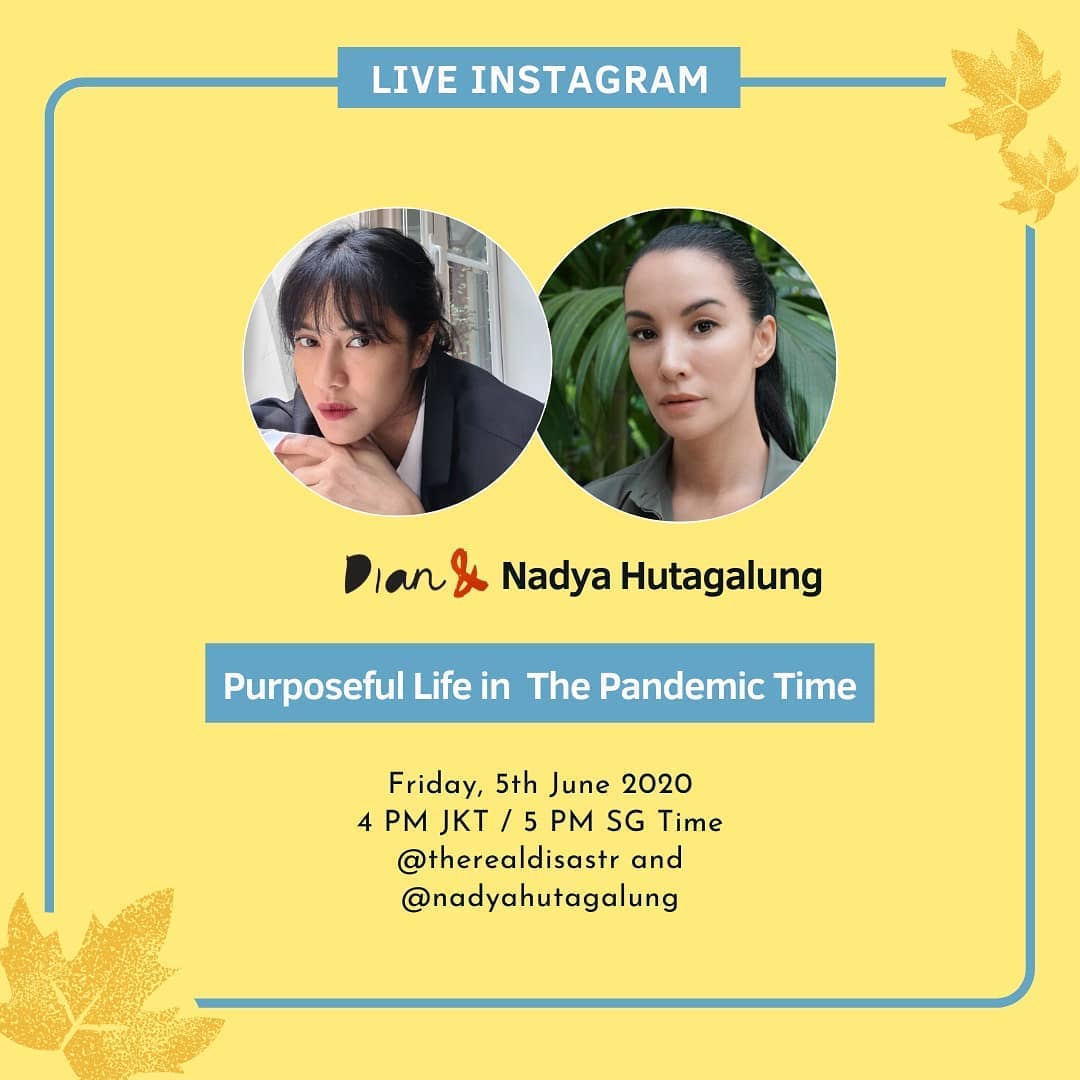 LIVE INSTAGRAM
Dian & Nadya Hutagalung
Purposeful Life in The Pandemic Time
Friday, 5th June 2020
4 PM JKT / 5 PM SG Time
@therealdisastr and
@nadyahutagalung